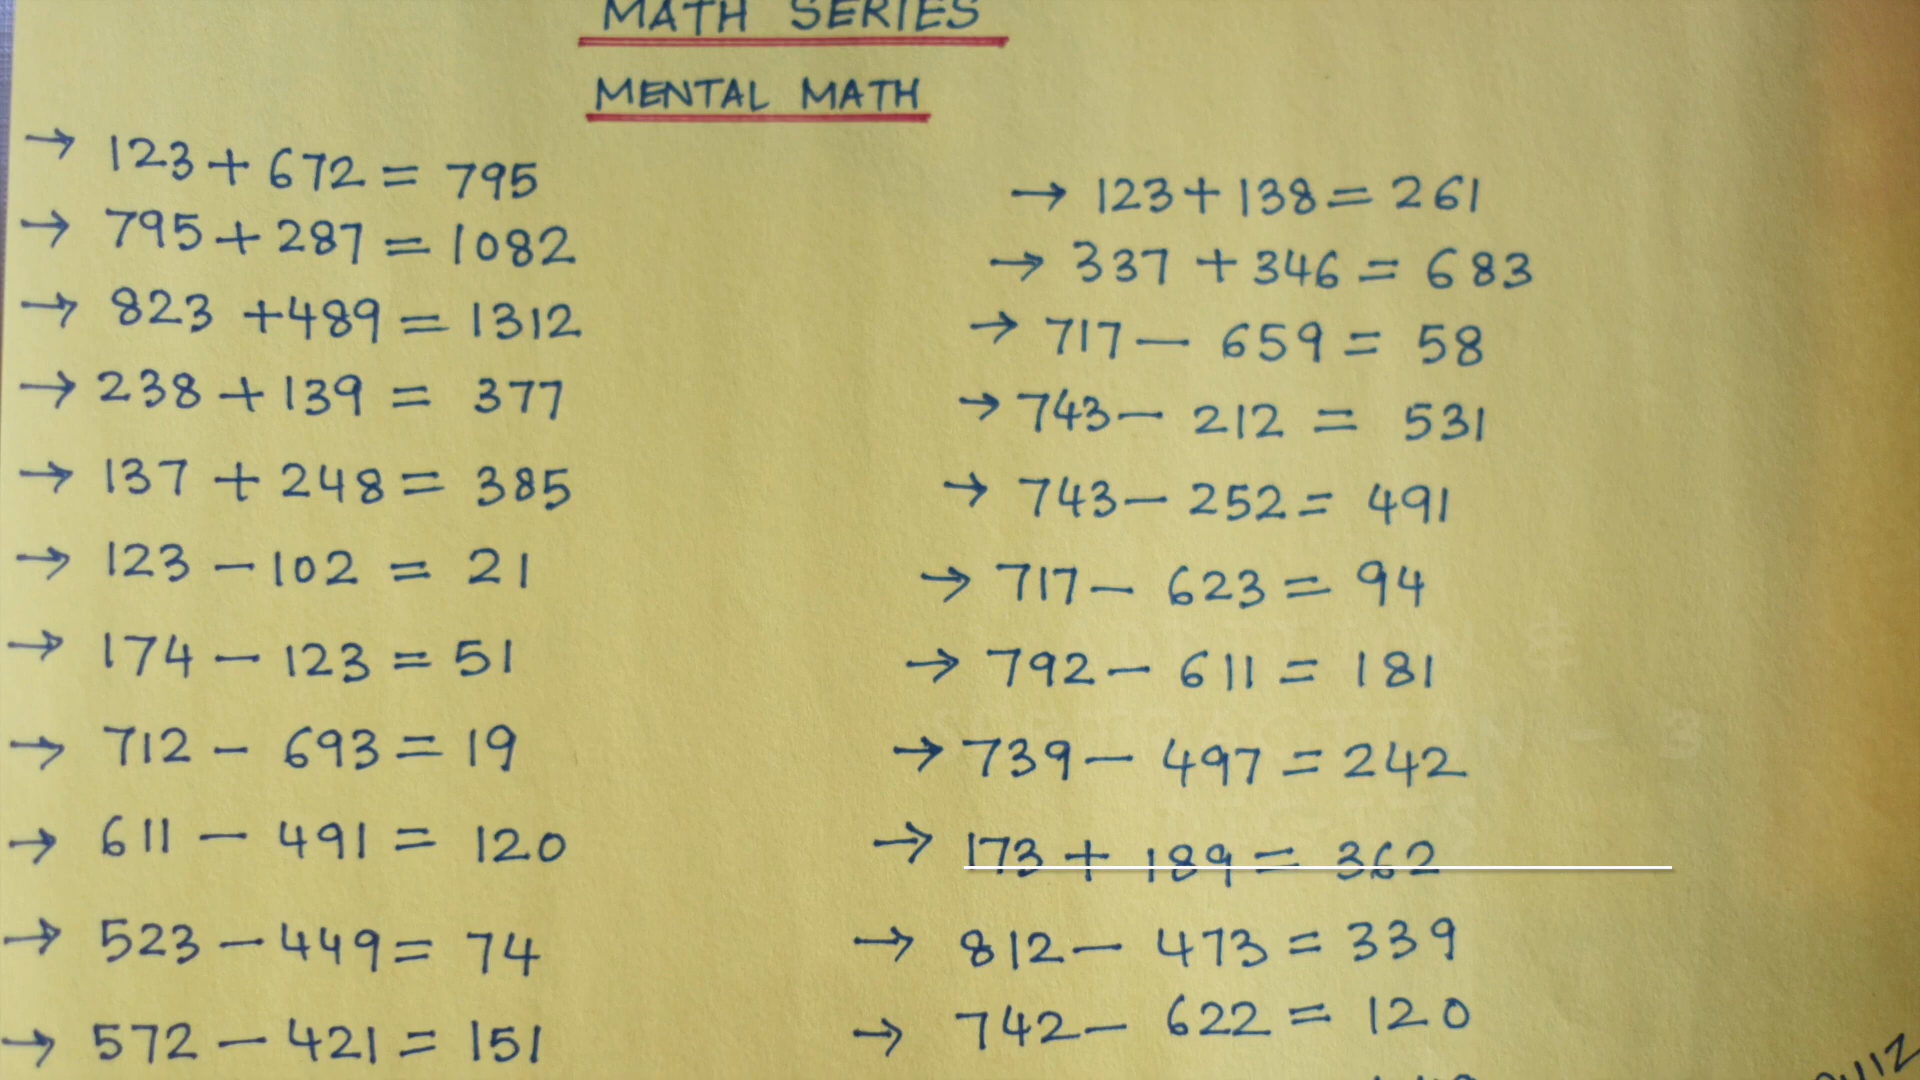 MATH SERIES
MENTAL MATH
→ 123 + 672 = 795
→ 795 + 287 = 1082
→ 823 + 489 = 1312
→ 238 + 139 = 377
→ 137 + 248 = 385
→ 123 - 102 = 21
→ 174 - 123 = 51
→ 712 - 693 = 19
→ 611 - 491 = 120
→ 523 - 449 = 74
→ 572 - 421 = 151
→ 123 + 138 = 261
→ 337 + 346 = 683
→ 717 - 659 = 58
→ 743 - 212 = 531
→ 743 - 252 = 491
→ 717 - 623 = 94
→ 792 - 611 = 181
→ 739 - 497 = 242
→ 173 + 189 = 362
→ 812 - 473 = 339
→ 742 - 622 = 120